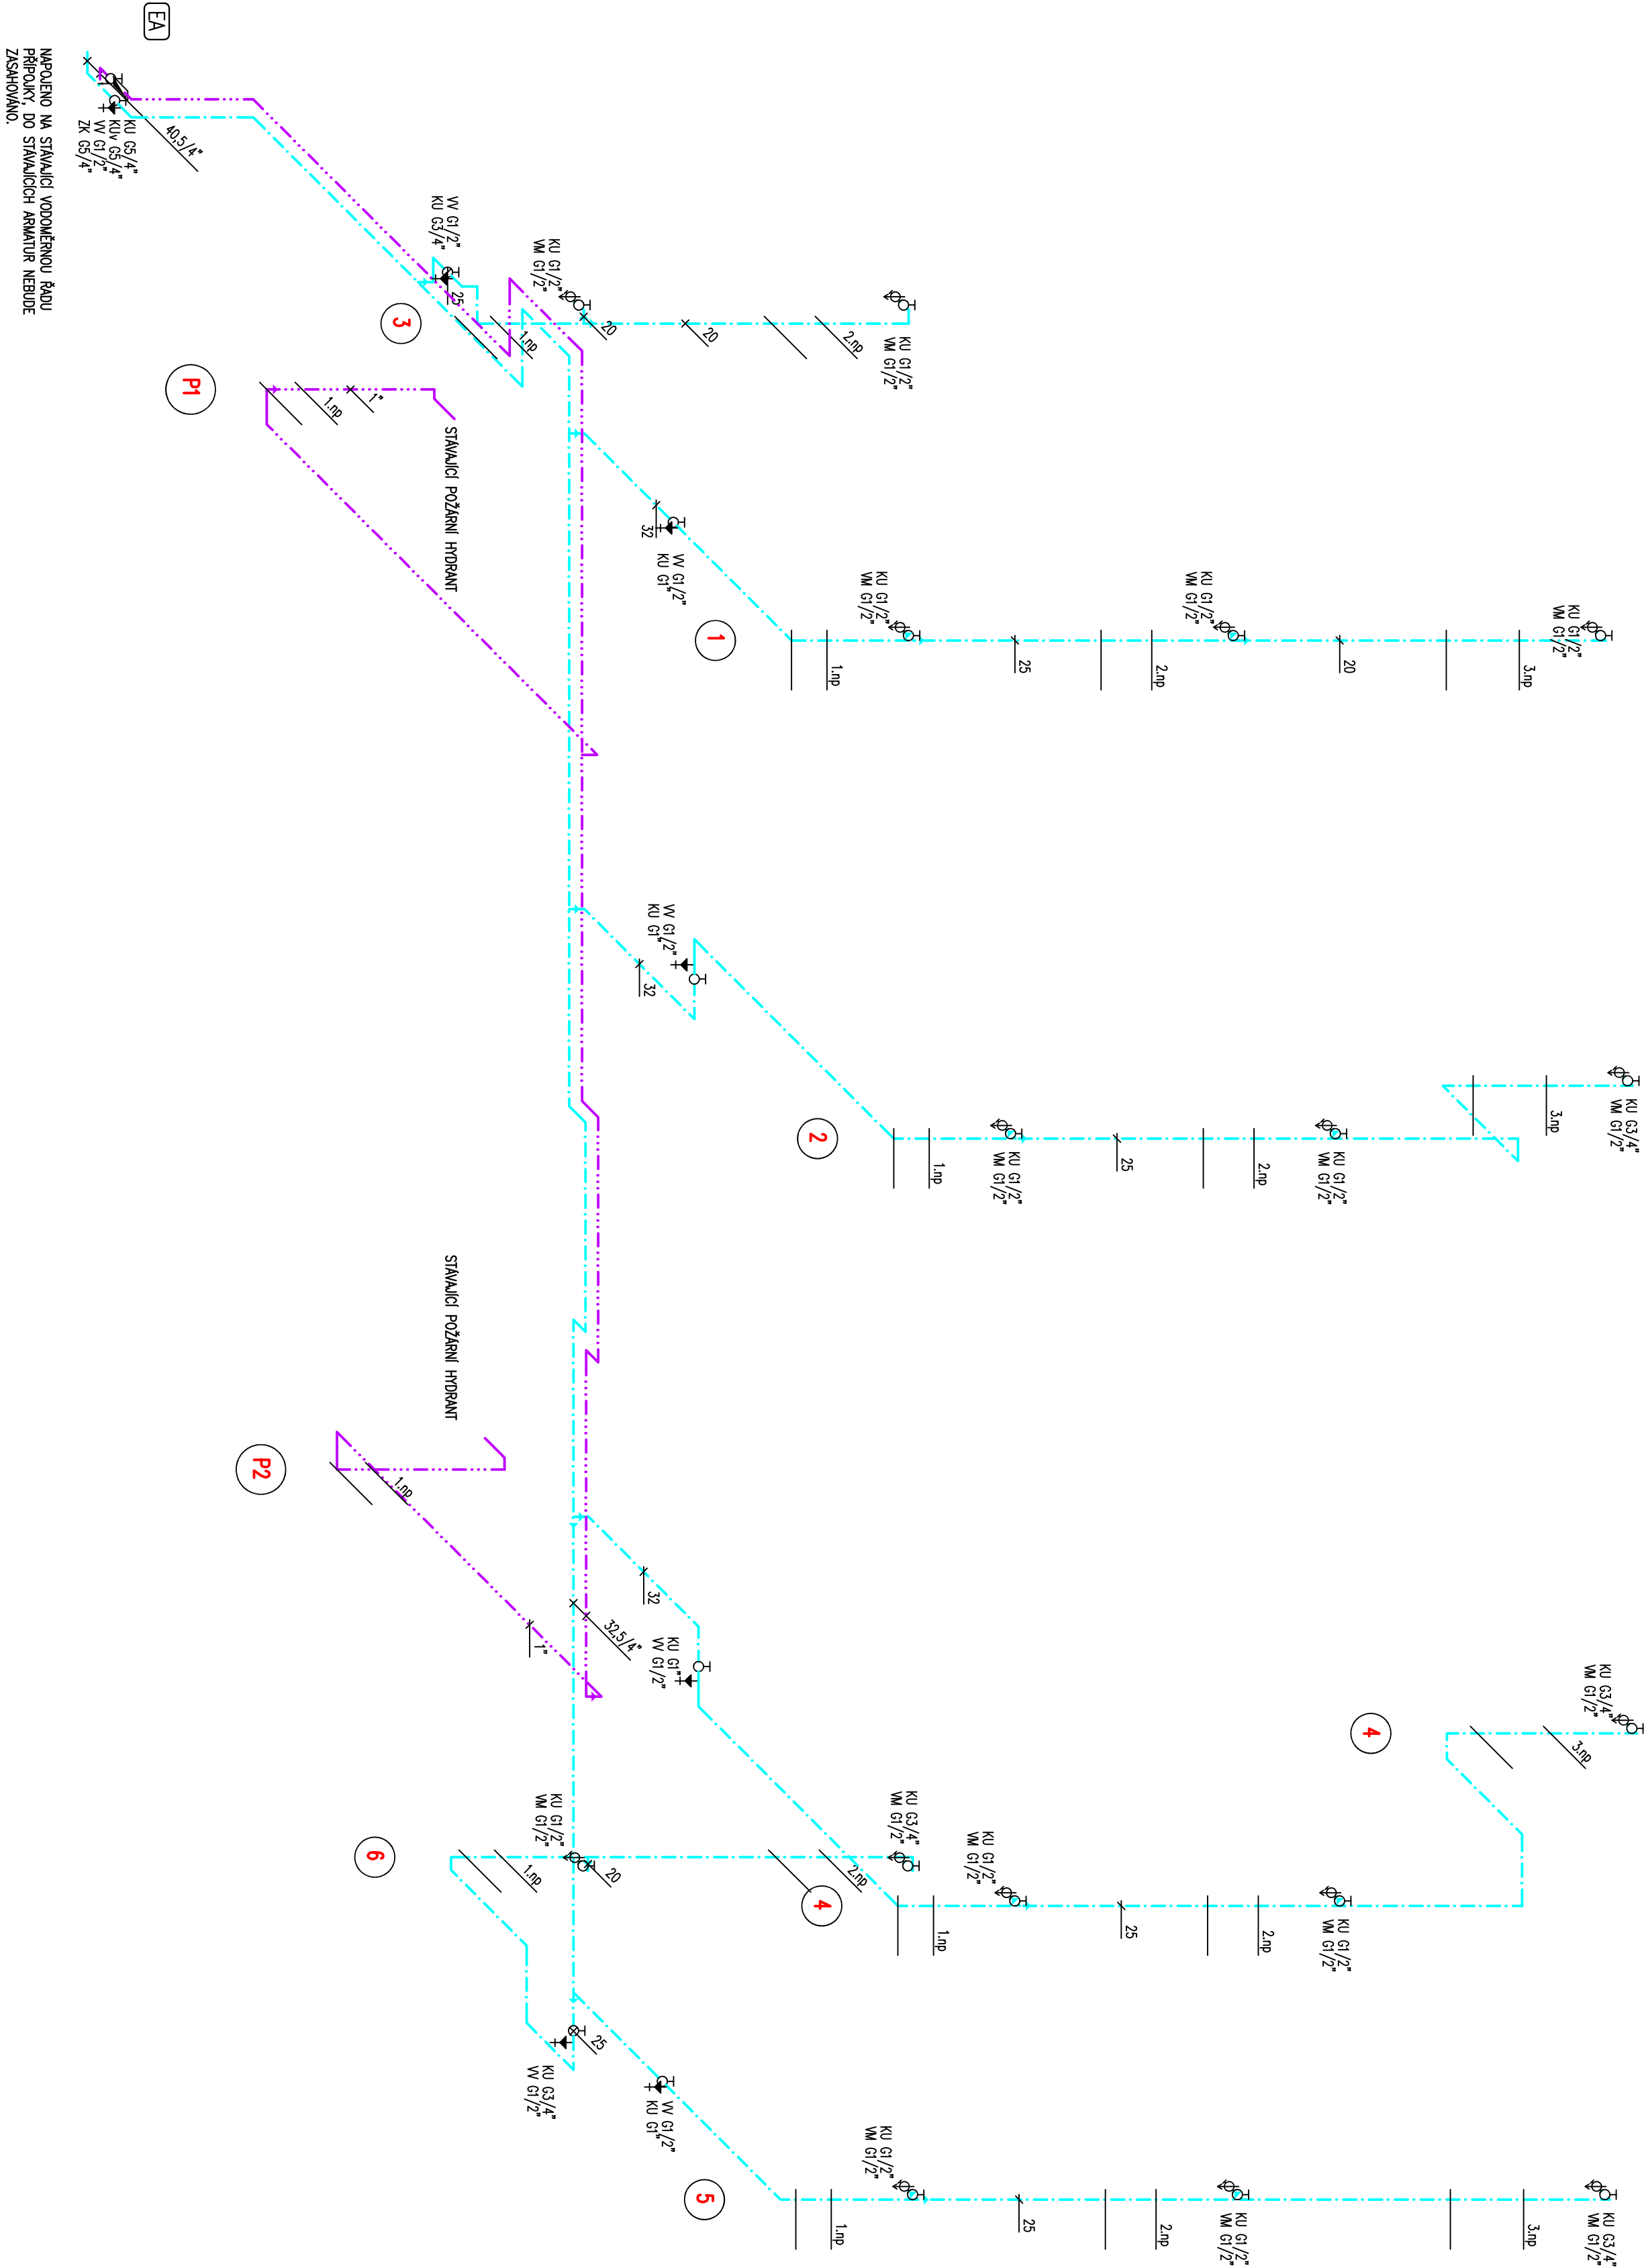 EA
NAPOJENO NA STÁVAJÍCÍ VODOMĚRNOU ŘADU
PŘÍPOJKY, DO STÁVAJÍCÍCH ARMATUR NEBUDE
ZASAHOVÁNO.
KU G5/4"
KUv G5/4"
VV G1/2"
ZK G5/4"
40,5/4"
VV G1/2"
KU G3/4"
25
3
1.np
KU G1/2"
VM G1/2"
20
20
2.np
KU G1/2"
VM G1/2"
P1
1.np
1"
STÁVAJÍCÍ POŽÁRNÍ HYDRANT
32
VV G1/2"
KU G1"
1
1.np
KU G1/2"
VM G1/2"
25
2.np
KU G1/2"
VM G1/2"
20
3.np
KU G1/2"
VM G1/2"
VV G1/2"
KU G1"
32
2
1.np
KU G1/2"
VM G1/2"
25
2.np
KU G1/2"
VM G1/2"
3.np
KU G3/4"
VM G1/2"
STÁVAJÍCÍ POŽÁRNÍ HYDRANT
P2
1.np
1"
32
32,5/4"
KU G1"
VV G1/2"
4
3.np
KU G3/4"
VM G1/2"
6
1.np
KU G1/2"
VM G1/2"
20
2.np
KU G3/4"
VM G1/2"
4
1.np
KU G1/2"
VM G1/2"
25
2.np
KU G1/2"
VM G1/2"
25
KU G3/4"
VV G1/2"
VV G1/2"
KU G1"
5
1.np
KU G1/2"
VM G1/2"
25
2.np
KU G1/2"
VM G1/2"
3.np
KU G3/4"
VM G1/2"